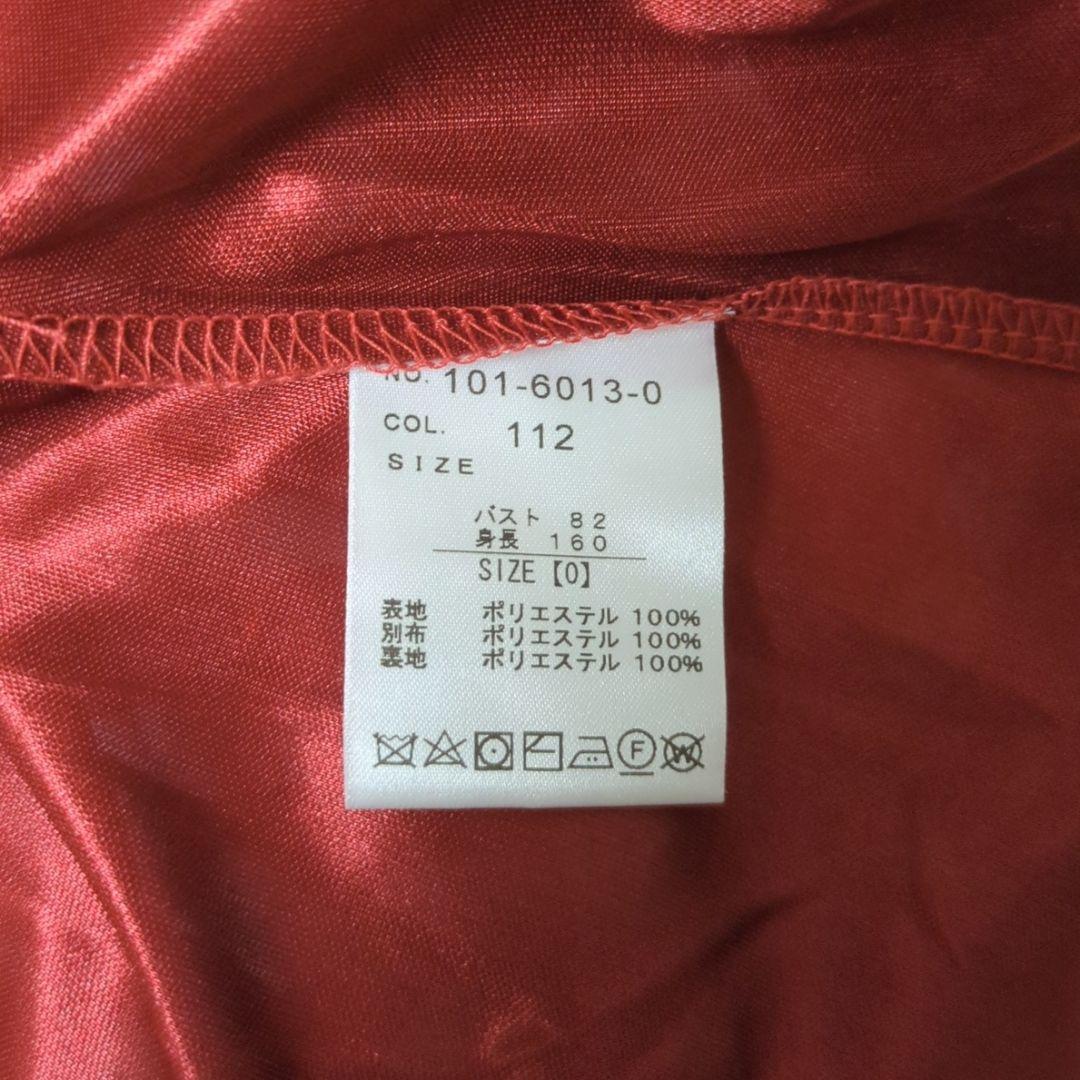 NO. 101-6013-0
COL. 112
SIZE
バスト 82
身長 160
SIZE【0】
表地 ポリエステル 100%
別布 ポリエステル 100%
裏地 ポリエステル 100%
F W